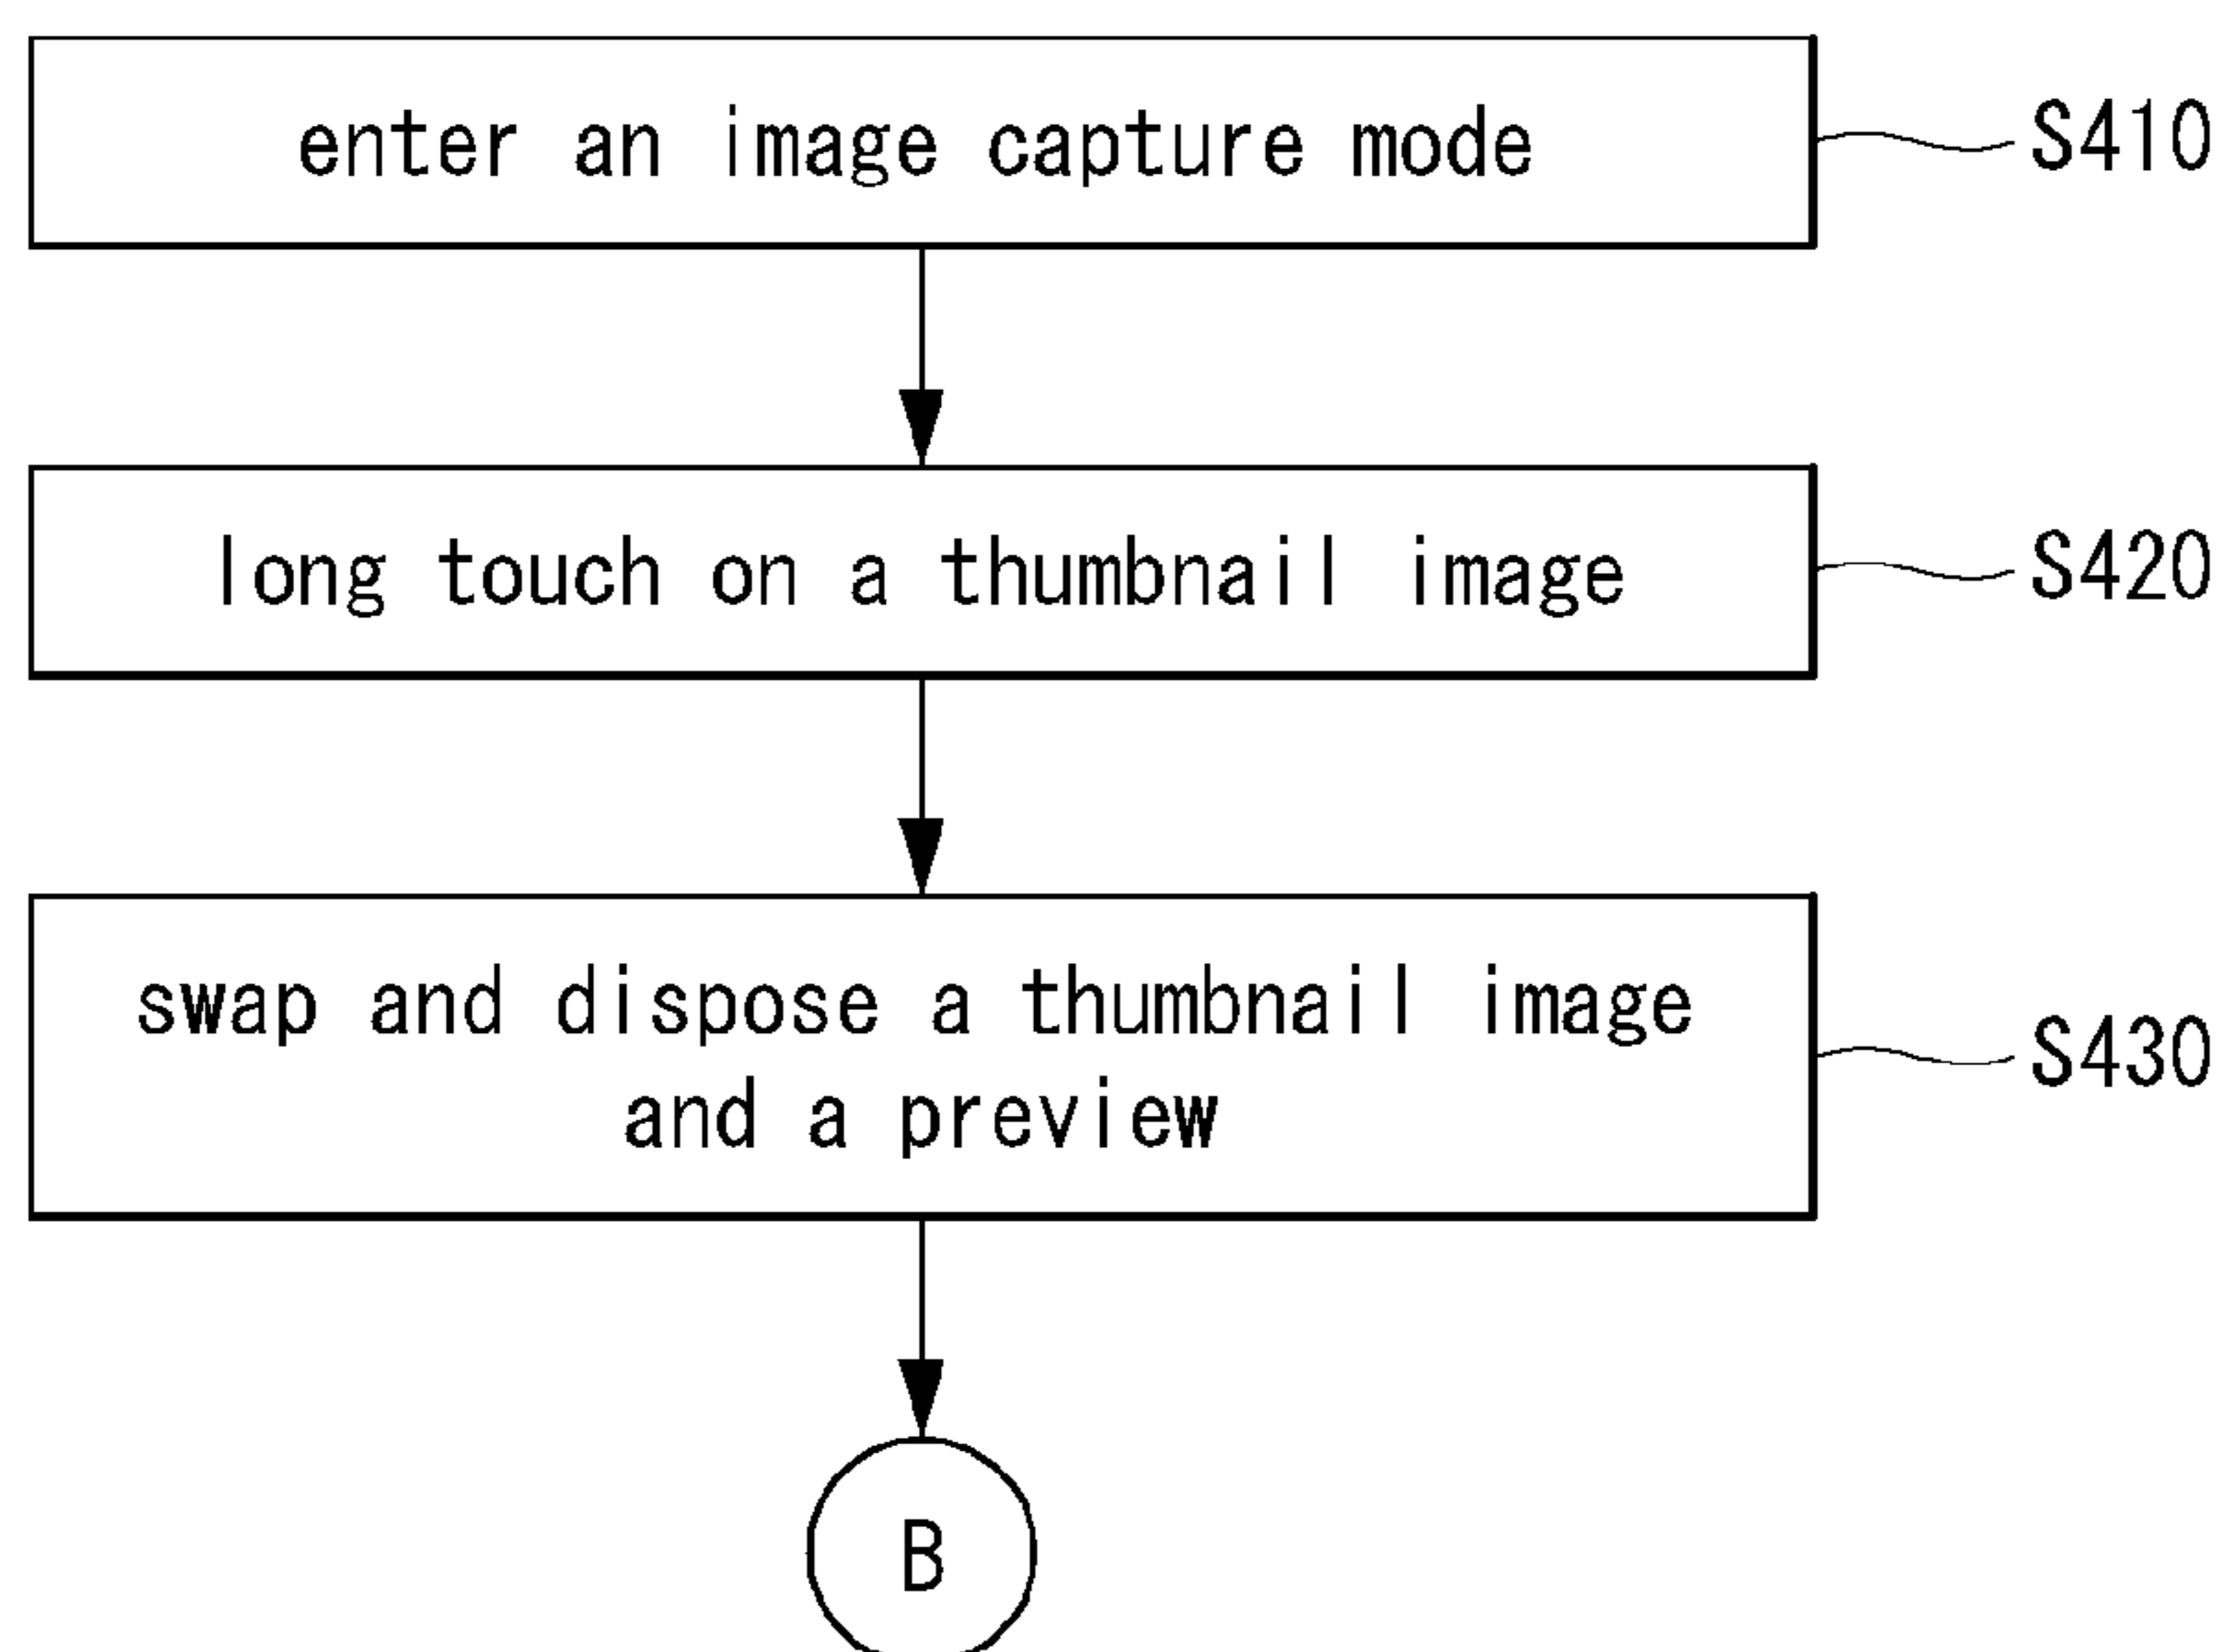 enter an image capture mode
S410
long touch on a thumbnail image
S420
swap and dispose a thumbnail image
and a preview
S430
B